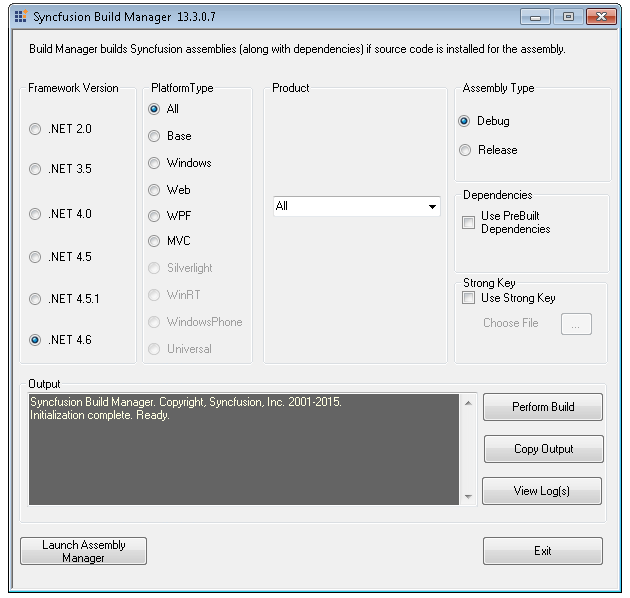 Syncfusion Build Manager 13.3.0.7
Build Manager builds Syncfusion assemblies (along with dependencies) if source code is installed for the assembly.
Framework Version
.NET 2.0
.NET 3.5
.NET 4.0
.NET 4.5
.NET 4.5.1
.NET 4.6
PlatformType
All
Base
Windows
Web
WPF
MVC
Silverlight
WinRT
WindowsPhone
Universal
Product
All
Assembly Type
Debug
Release
Dependencies
Use PreBuilt
Dependencies
Strong Key
Use Strong Key
Choose File
...
Output
Syncfusion Build Manager. Copyright, Syncfusion, Inc. 2001-2015.
Initialization complete. Ready.
Perform Build
Copy Output
View Log(s)
Launch Assembly
Manager
Exit